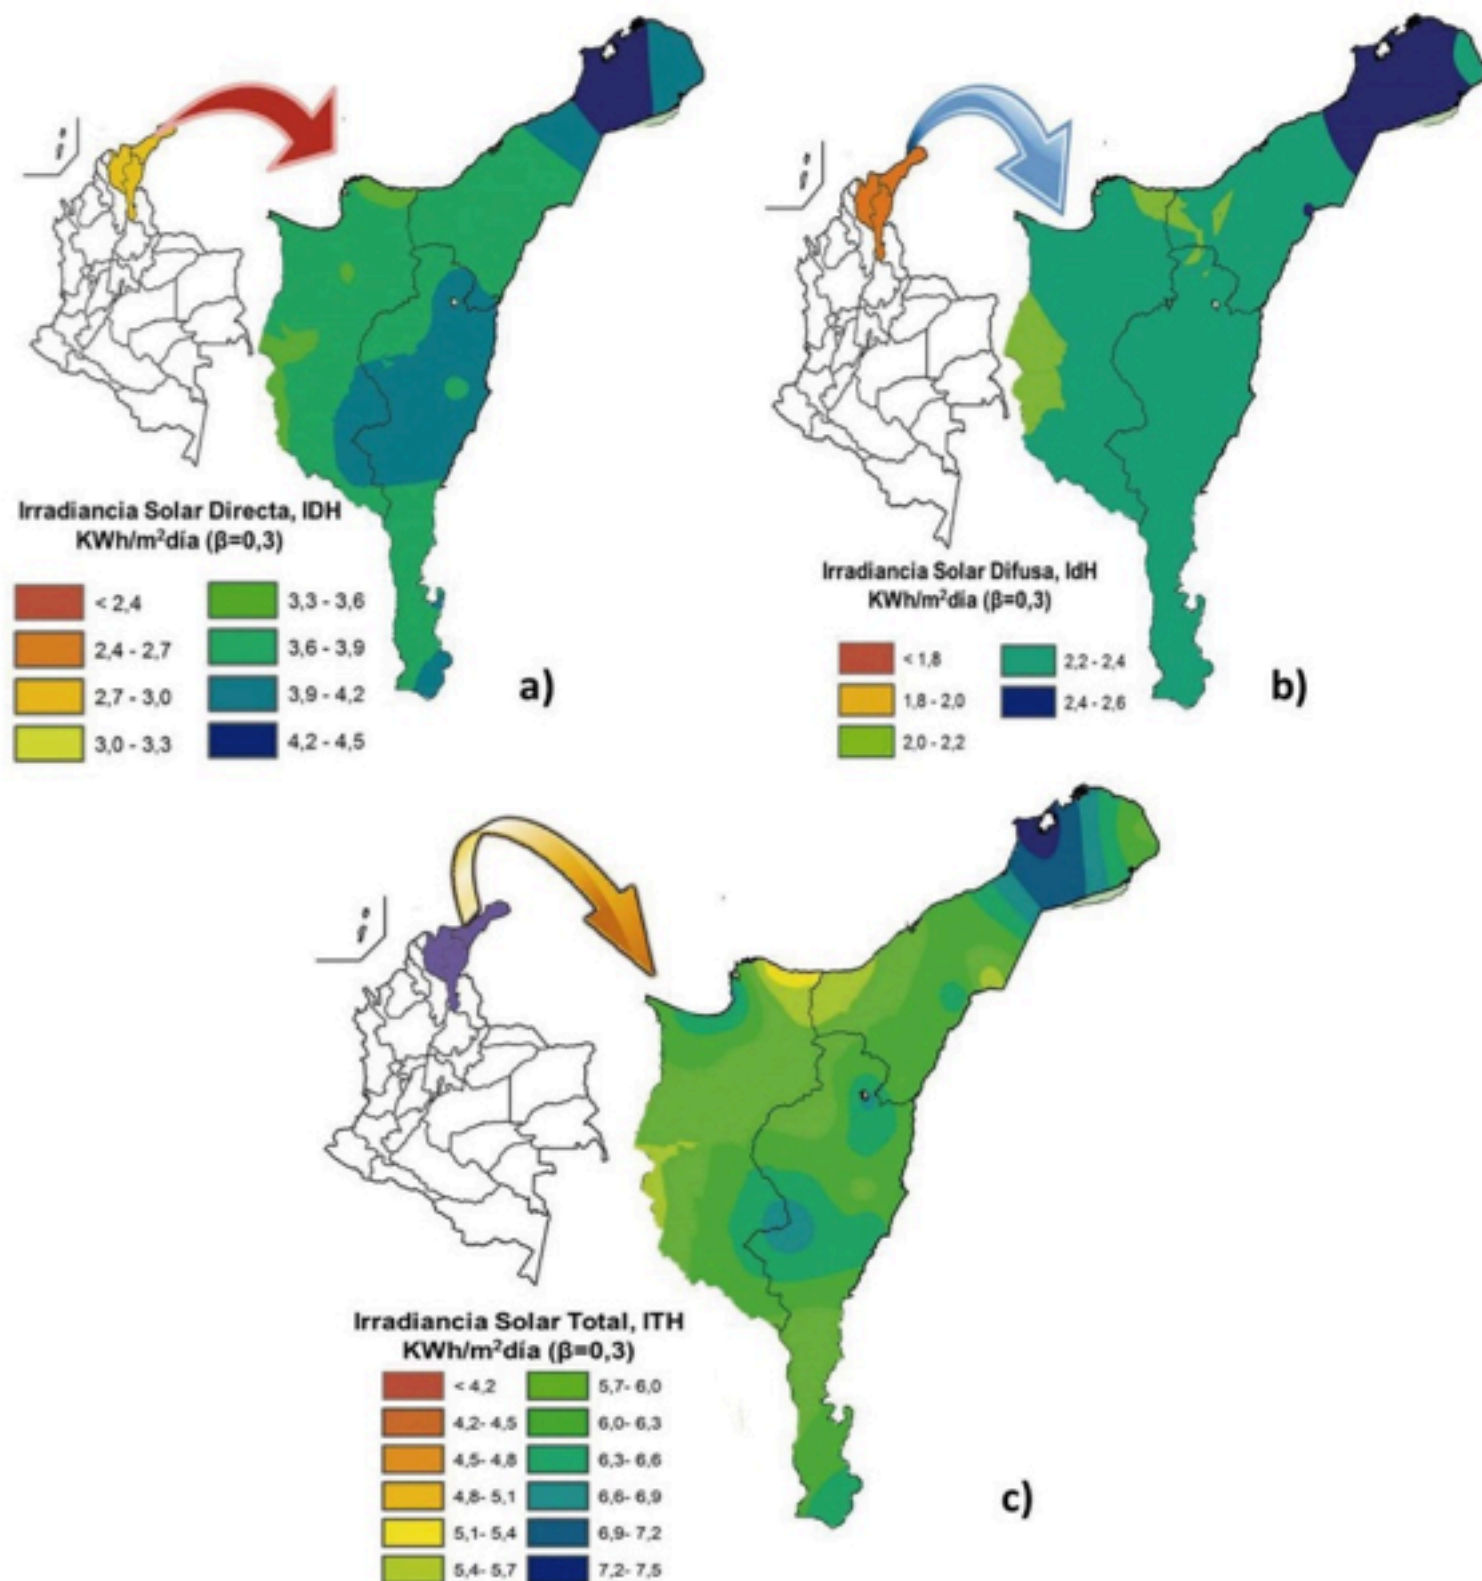 Irradiancia Solar Directa, IDH
KWh/m²día (β=0,3)
< 2,4
2,4 - 2,7
2,7 - 3,0
3,0 - 3,3
3,3 - 3,6
3,6 - 3,9
3,9 - 4,2
4,2 - 4,5
a)
Irradiancia Solar Difusa, IdH
KWh/m²día (β=0,3)
< 1,8
1,8 - 2,0
2,0 - 2,2
2,2 - 2,4
2,4 - 2,6
b)
Irradiancia Solar Total, ITH
KWh/m²día (β=0,3)
< 4,2
4,2- 4,5
4,5- 4,8
4,8- 5,1
5,1- 5,4
5,4- 5,7
5,7- 6,0
6,0- 6,3
6,3- 6,6
6,6- 6,9
6,9- 7,2
7,2- 7,5
c)